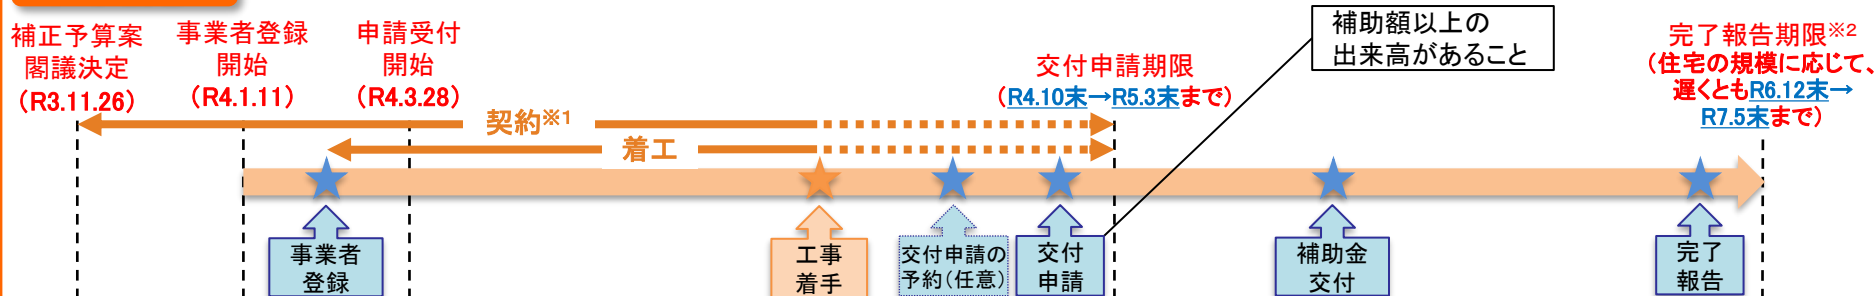 補正予算案
閣議決定
（R3.11.26）
事業者登録
開始
（R4.1.11）
申請受付
開始
（R4.3.28）
交付申請期限
（R4.10末→R5.3末まで）
補助額以上の
出来高があること
完了報告期限※2
（住宅の規模に応じて、
遅くともR6.12末→
R7.5末まで）
契約※1
着工
事業者
登録
工事
着手
交付申請の
予約（任意）
交付
申請
補助金
交付
完了
報告